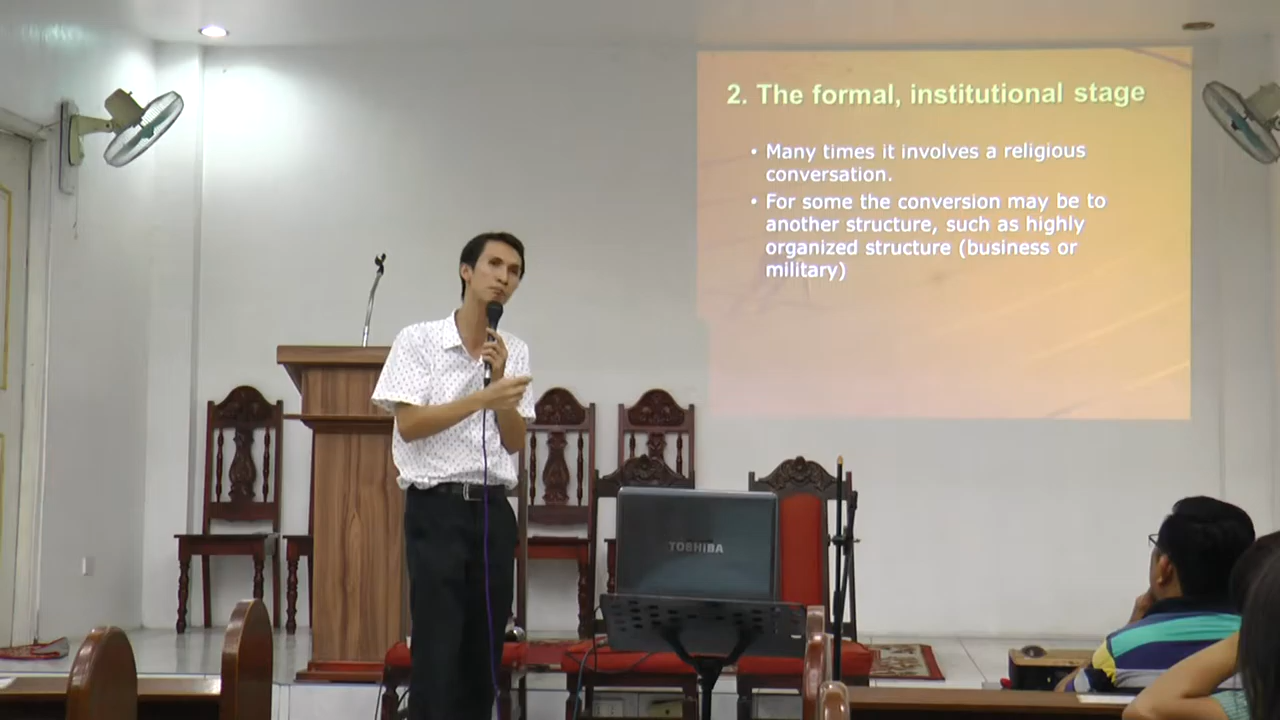 2. The formal, institutional stage
• Many times it involves a religious
conversation.
• For some the conversion may be to
another structure, such as highly
organized structure (business or
military)
TOSHIBA